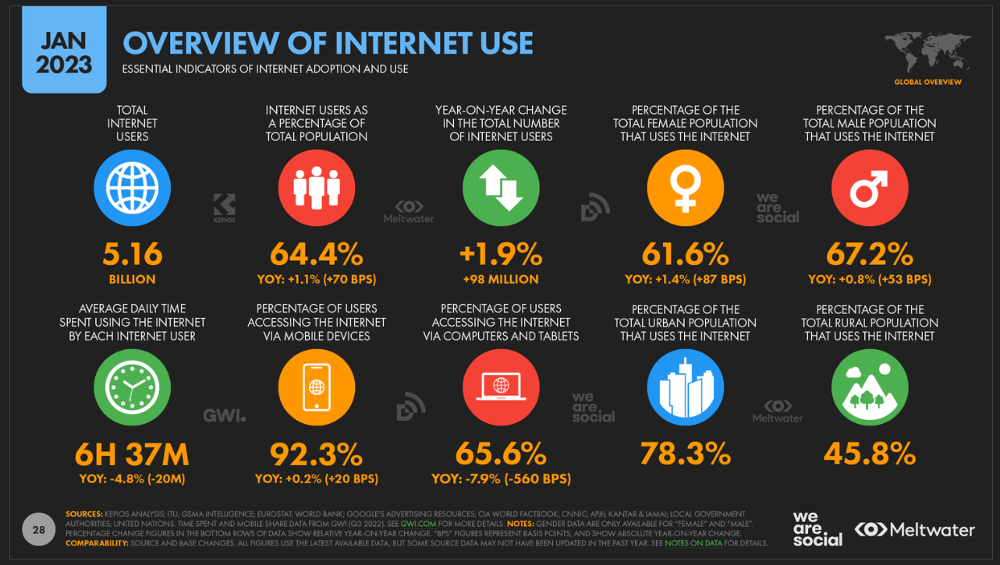 JAN
2023
OVERVIEW OF INTERNET USE
ESSENTIAL INDICATORS OF INTERNET ADOPTION AND USE
GLOBAL OVERVIEW
TOTAL
INTERNET
USERS
5.16
BILLION
INTERNET USERS AS
A PERCENTAGE OF
TOTAL POPULATION
64.4%
YOY: +1.1% (+70 BPS)
YEAR-ON-YEAR CHANGE
IN THE TOTAL NUMBER
OF INTERNET USERS
+1.9%
+98 MILLION
PERCENTAGE OF THE
TOTAL FEMALE POPULATION
THAT USES THE INTERNET
61.6%
YOY: +1.4% (+87 BPS)
PERCENTAGE OF THE
TOTAL MALE POPULATION
THAT USES THE INTERNET
67.2%
YOY: +0.8% (+53 BPS)
KEPIOS
Meltwater
we
are
social
AVERAGE DAILY TIME
SPENT USING THE INTERNET
BY EACH INTERNET USER
6H 37M
YOY: -4.8% (-20M)
PERCENTAGE OF USERS
ACCESSING THE INTERNET
VIA MOBILE DEVICES
92.3%
YOY: +0.2% (+20 BPS)
PERCENTAGE OF USERS
ACCESSING THE INTERNET
VIA COMPUTERS AND TABLETS
65.6%
YOY: -7.9% (-560 BPS)
PERCENTAGE OF THE
TOTAL URBAN POPULATION
THAT USES THE INTERNET
78.3%
PERCENTAGE OF THE
TOTAL RURAL POPULATION
THAT USES THE INTERNET
45.8%
GWI.
we
are
social
Meltwater
28
SOURCES: KEPIOS ANALYSIS; ITU; GSMA INTELLIGENCE; EUROSTAT; WORLD BANK; GOOGLE'S ADVERTISING RESOURCES; CIA WORLD FACTBOOK; CNNIC; APJII; KANTAR & IAMAI; LOCAL GOVERNMENT
AUTHORITIES; UNITED NATIONS. TIME SPENT AND MOBILE SHARE DATA FROM GWI (Q3 2022). SEE GWI.COM FOR MORE DETAILS. NOTES: GENDER DATA ARE ONLY AVAILABLE FOR "FEMALE" AND "MALE".
PERCENTAGE CHANGE FIGURES IN THE BOTTOM ROWS OF DATA SHOW RELATIVE YEAR-ON-YEAR CHANGE. "BPS" FIGURES REPRESENT BASIS POINTS, AND SHOW ABSOLUTE YEAR-ON-YEAR CHANGE.
COMPARABILITY: SOURCE AND BASE CHANGES. ALL FIGURES USE THE LATEST AVAILABLE DATA, BUT SOME SOURCE DATA MAY NOT HAVE BEEN UPDATED IN THE PAST YEAR. SEE NOTES ON DATA FOR DETAILS.
we
are
social
Meltwater